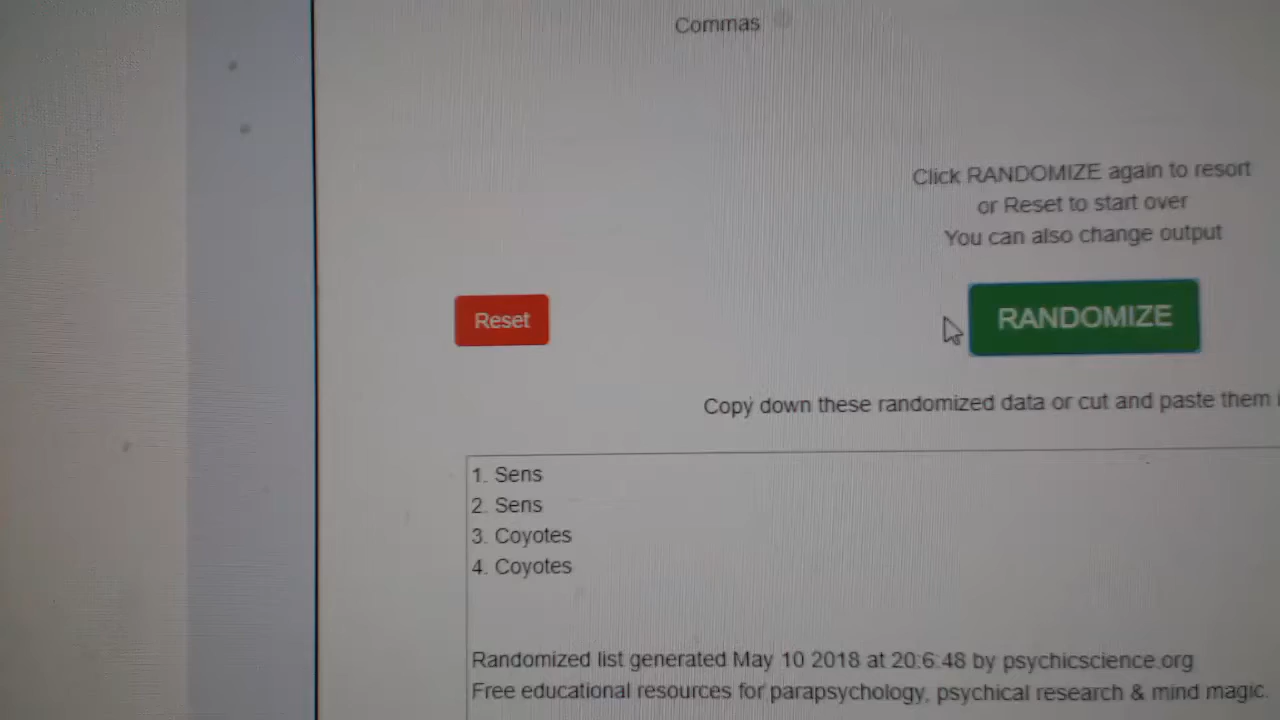 Commas
Click RANDOMIZE again to resort
or Reset to start over
You can also change output
Reset
RANDOMIZE
Copy down these randomized data or cut and paste them
1. Sens
2. Sens
3. Coyotes
4. Coyotes
Randomized list generated May 10 2018 at 20:6:48 by psychicscience.org
Free educational resources for parapsychology, psychical research & mind magic.